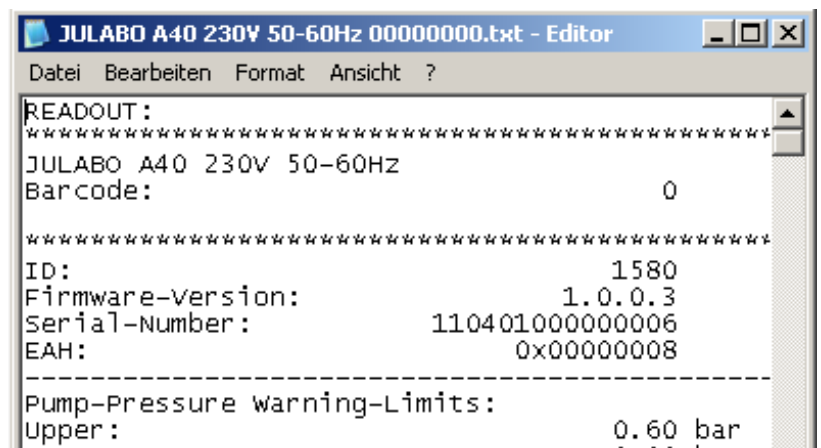 JULABO A40 230V 50-60Hz 00000000.txt - Editor
Datei Bearbeiten Format Ansicht ?
READOUT:
***********************************************
JULABO A40 230V 50-60Hz
Barcode: 0
***********************************************
ID: 1580
Firmware-Version: 1.0.0.3
Serial-Number: 110401000000006
EAH: 0x00000008
-----------------------------------------------
Pump-Pressure Warning-Limits:
Upper: 0.60 bar